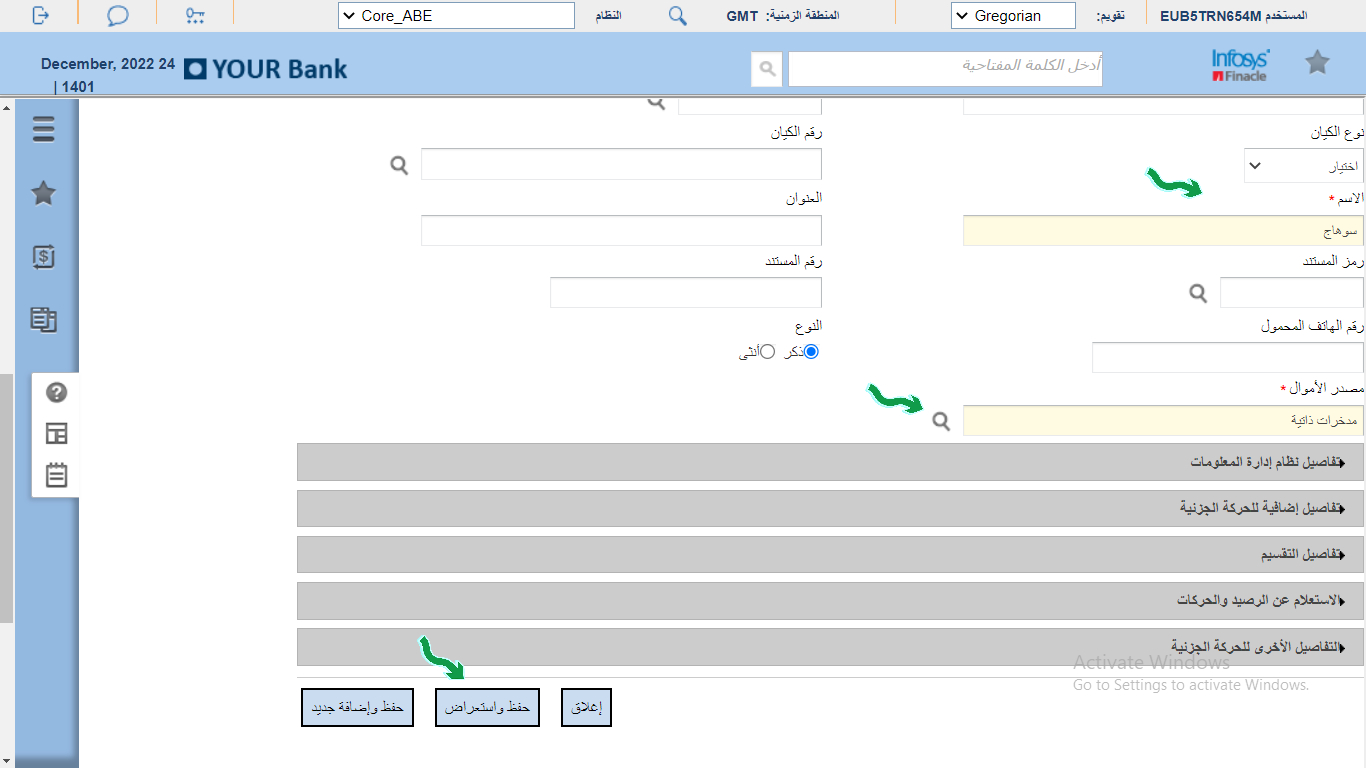 المستخدم EUB5TRN654M
تقويم: Gregorian
المنطقة الزمنية: GMT
النظام Core_ABE
Infosys
Finacle
أدخل الكلمة المفتاحية
YOUR Bank
December, 2022 24
| 1401
نوع الكيان
رقم الكيان
اختيار
الاسم *
العنوان
سوهاج
رمز المستند
رقم المستند
رقم الهاتف المحمول
النوع
ذكر أنثى
مصدر الأموال *
مدخرات ذاتية
تفاصيل نظام إدارة المعلومات
تفاصيل إضافية للحركة الجزئية
تفاصيل التقسيم
الاستعلام عن الرصيد والحركات
التفاصيل الأخرى للحركة الجزئية
Activate Windows
Go to Settings to activate Windows.
إغلاق
حفظ واستعراض
حفظ وإضافة جديد